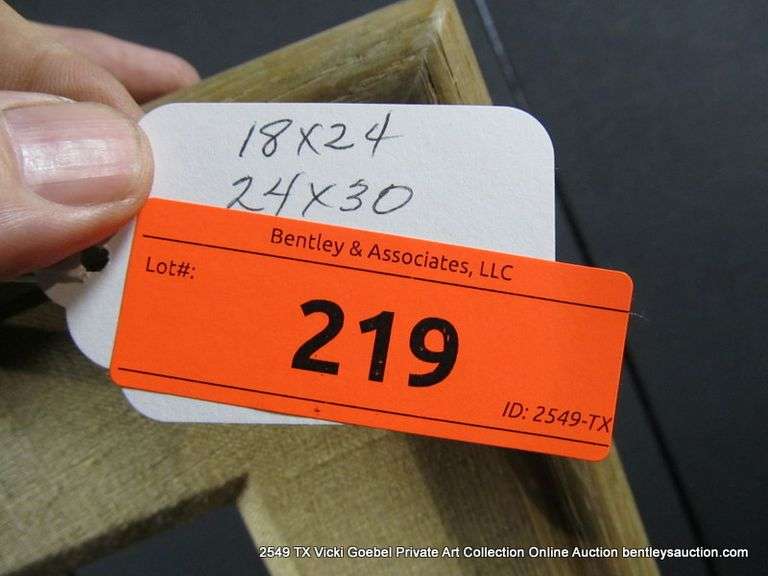 18X24
24X30
Bentley & Associates, LLC
Lot#:
219
ID: 2549-TX
2549 TX Vicki Goebel Private Art Collection Online Auction bentleysauction.com